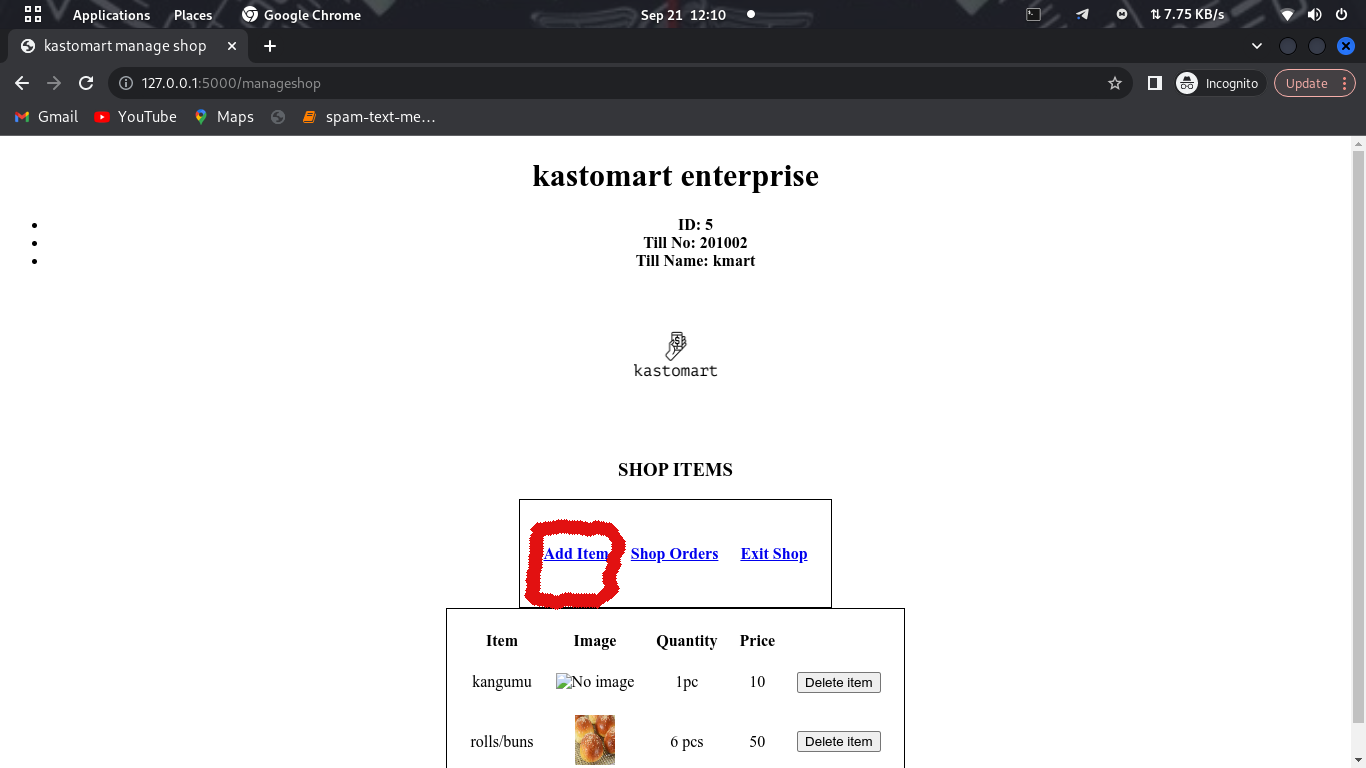 Applications Places Google Chrome Sep 21 12:10 7.75 KB/s
kastomart manage shop
127.0.0.1:5000/manageshop Incognito Update
Gmail YouTube Maps spam-text-me…
kastomart enterprise
ID: 5
Till No: 201002
Till Name: kmart
kastomart
SHOP ITEMS
Add Item Shop Orders Exit Shop
Item Image Quantity Price
kangumu No image 1pc 10 Delete item
rolls/buns 6 pcs 50 Delete item